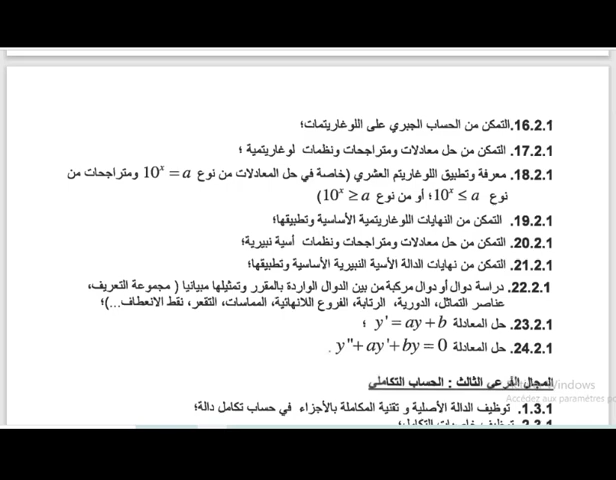 16.2.1. التمكن من الحساب الجبري على اللوغاريتمات؛
17.2.1. التمكن من حل معادلات ومتراجحات ونظمات لوغاريتمية ؛
18.2.1. معرفة وتطبيق اللوغاريتم العشري (خاصة في حل المعادلات من نوع 10^x = a ومتراجحات من
نوع 10^x ≤ a ؛ أو من نوع 10^x ≥ a)
19.2.1. التمكن من النهايات اللوغاريتمية الأساسية وتطبيقها؛
20.2.1. التمكن من حل معادلات ومتراجحات ونظمات أسية نبيرية؛
21.2.1. التمكن من نهايات الدالة الأسية النبيرية الأساسية وتطبيقها؛
22.2.1. دراسة دوال أو دوال مركبة من بين الدوال الواردة بالمقرر وتمثيلها مبيانيا ( مجموعة التعريف،
عناصر التماثل، الدورية، الرتابة، الفروع اللانهائية، المماسات، التقعر، نقط الانعطاف...)؛
23.2.1. حل المعادلة y' = ay + b ؛
24.2.1. حل المعادلة y'' + ay' + by = 0 .
المجال الفرعي الثالث : الحساب التكاملي
Windows
Accédez aux paramètres po
1.3.1. توظيف الدالة الأصلية و تقنية المكاملة بالأجزاء في حساب تكامل دالة؛